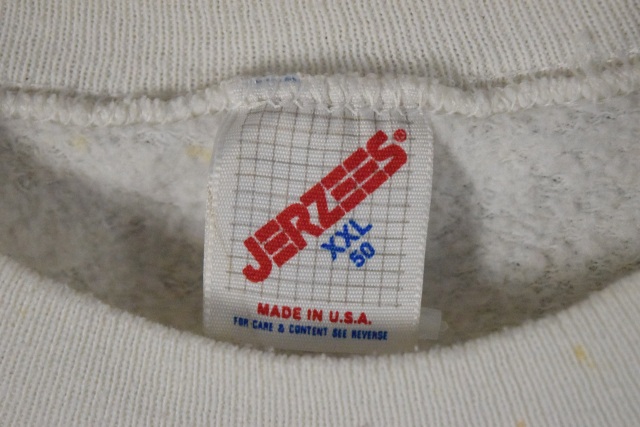 JERZEES®
XXL
50
MADE IN U.S.A.
FOR CARE & CONTENT SEE REVERSE